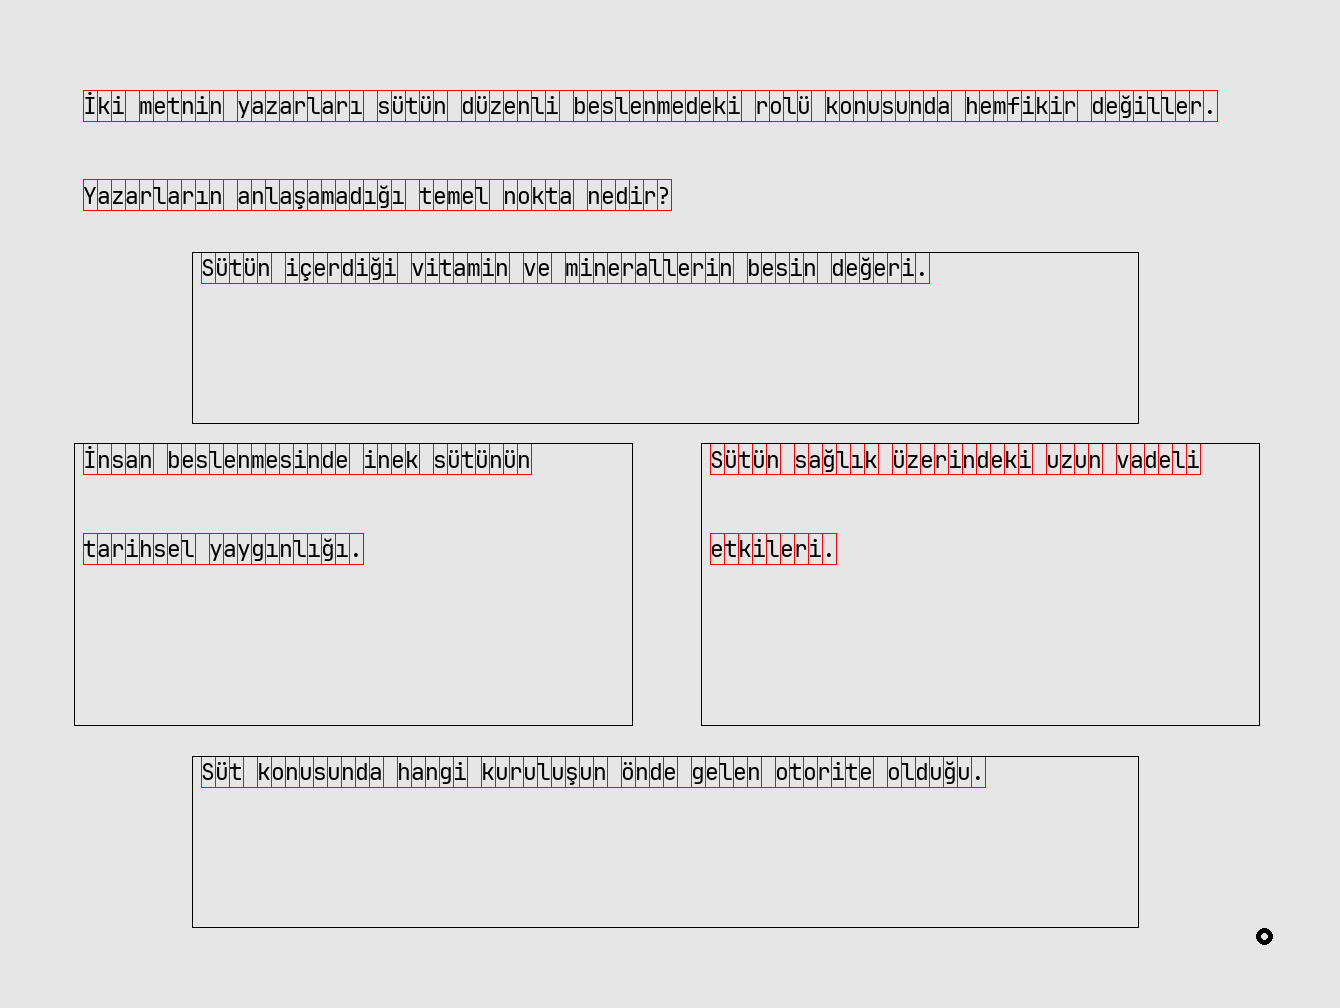 İki metnin yazarları sütün düzenli beslenmedeki rolü konusunda hemfikir değiller.
Yazarların anlaşamadığı temel nokta nedir?
Sütün içerdiği vitamin ve minerallerin besin değeri.
İnsan beslenmesinde inek sütünün
tarihsel yaygınlığı.
Sütün sağlık üzerindeki uzun vadeli
etkileri.
Süt konusunda hangi kuruluşun önde gelen otorite olduğu.